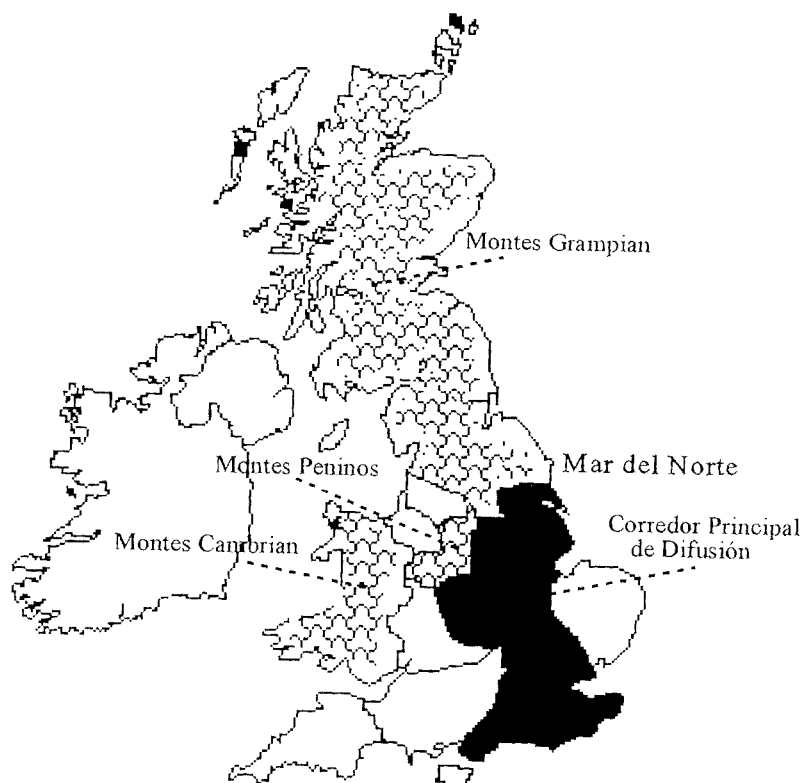 Montes Grampian
Montes Peninos
Mar del Norte
Montes Cambrian
Corredor Principal
de Difusión